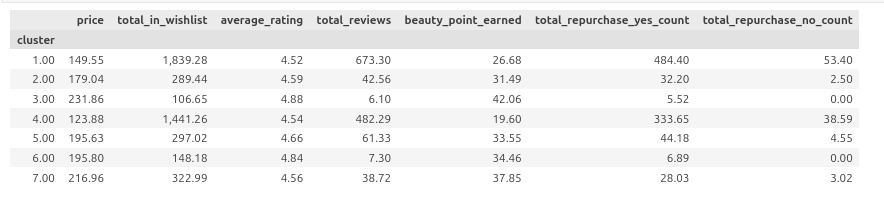 price total_in_wishlist average_rating total_reviews beauty_point_earned total_repurchase_yes_count total_repurchase_no_count
cluster
1.00 149.55 1,839.28 4.52 673.30 26.68 484.40 53.40
2.00 179.04 289.44 4.59 42.56 31.49 32.20 2.50
3.00 231.86 106.65 4.88 6.10 42.06 5.52 0.00
4.00 123.88 1,441.26 4.54 482.29 19.60 333.65 38.59
5.00 195.63 297.02 4.66 61.33 33.55 44.18 4.55
6.00 195.80 148.18 4.84 7.30 34.46 6.89 0.00
7.00 216.96 322.99 4.56 38.72 37.85 28.03 3.02